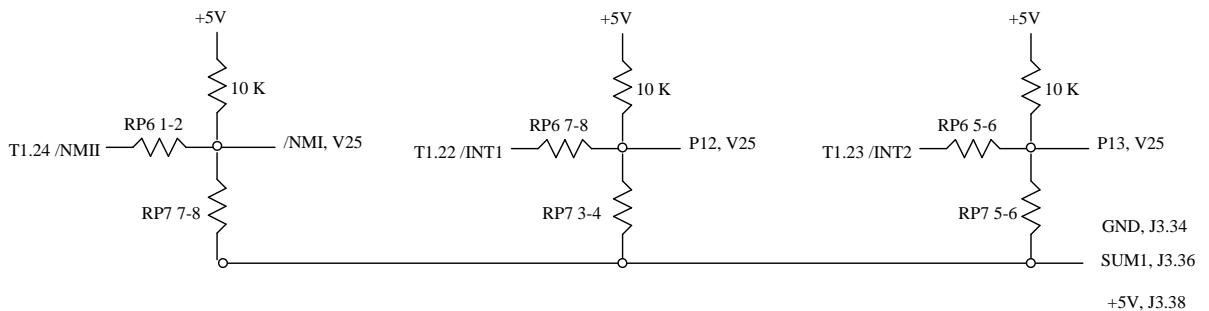 +5V
+5V
+5V
10 K
10 K
10 K
RP6 1-2
RP6 7-8
RP6 5-6
T1.24 /NMII
/NMI, V25
T1.22 /INT1
P12, V25
T1.23 /INT2
P13, V25
RP7 7-8
RP7 3-4
RP7 5-6
GND, J3.34
SUM1, J3.36
+5V, J3.38